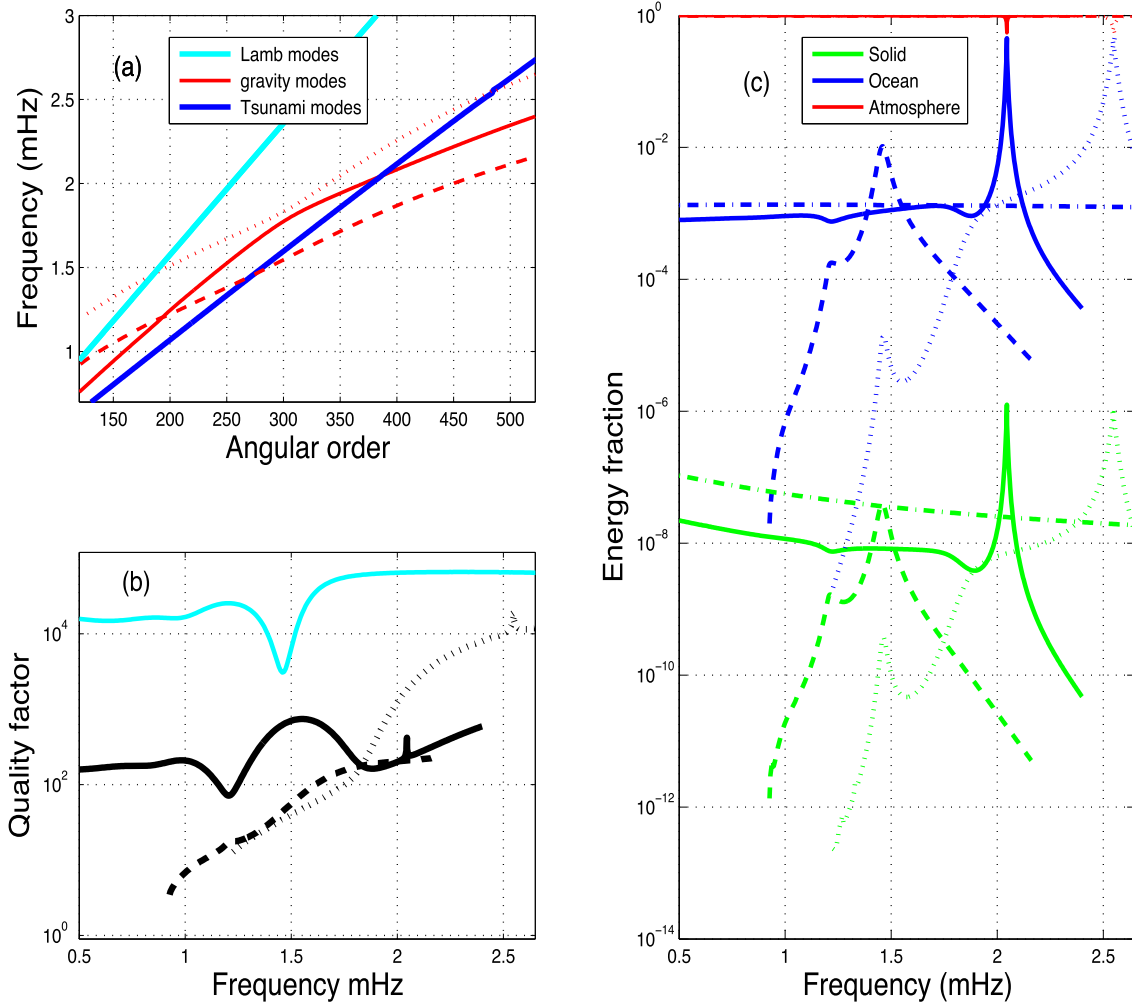 (a)
Lamb modes
gravity modes
Tsunami modes
Frequency (mHz)
3
2.5
2
1.5
1
150 200 250 300 350 400 450 500
Angular order
(b)
Quality factor
10^4
10^2
10^0
0.5 1 1.5 2 2.5
Frequency mHz
(c)
Solid
Ocean
Atmosphere
Energy fraction
10^0
10^−2
10^−4
10^−6
10^−8
10^−10
10^−12
10^−14
0.5 1 1.5 2 2.5
Frequency (mHz)